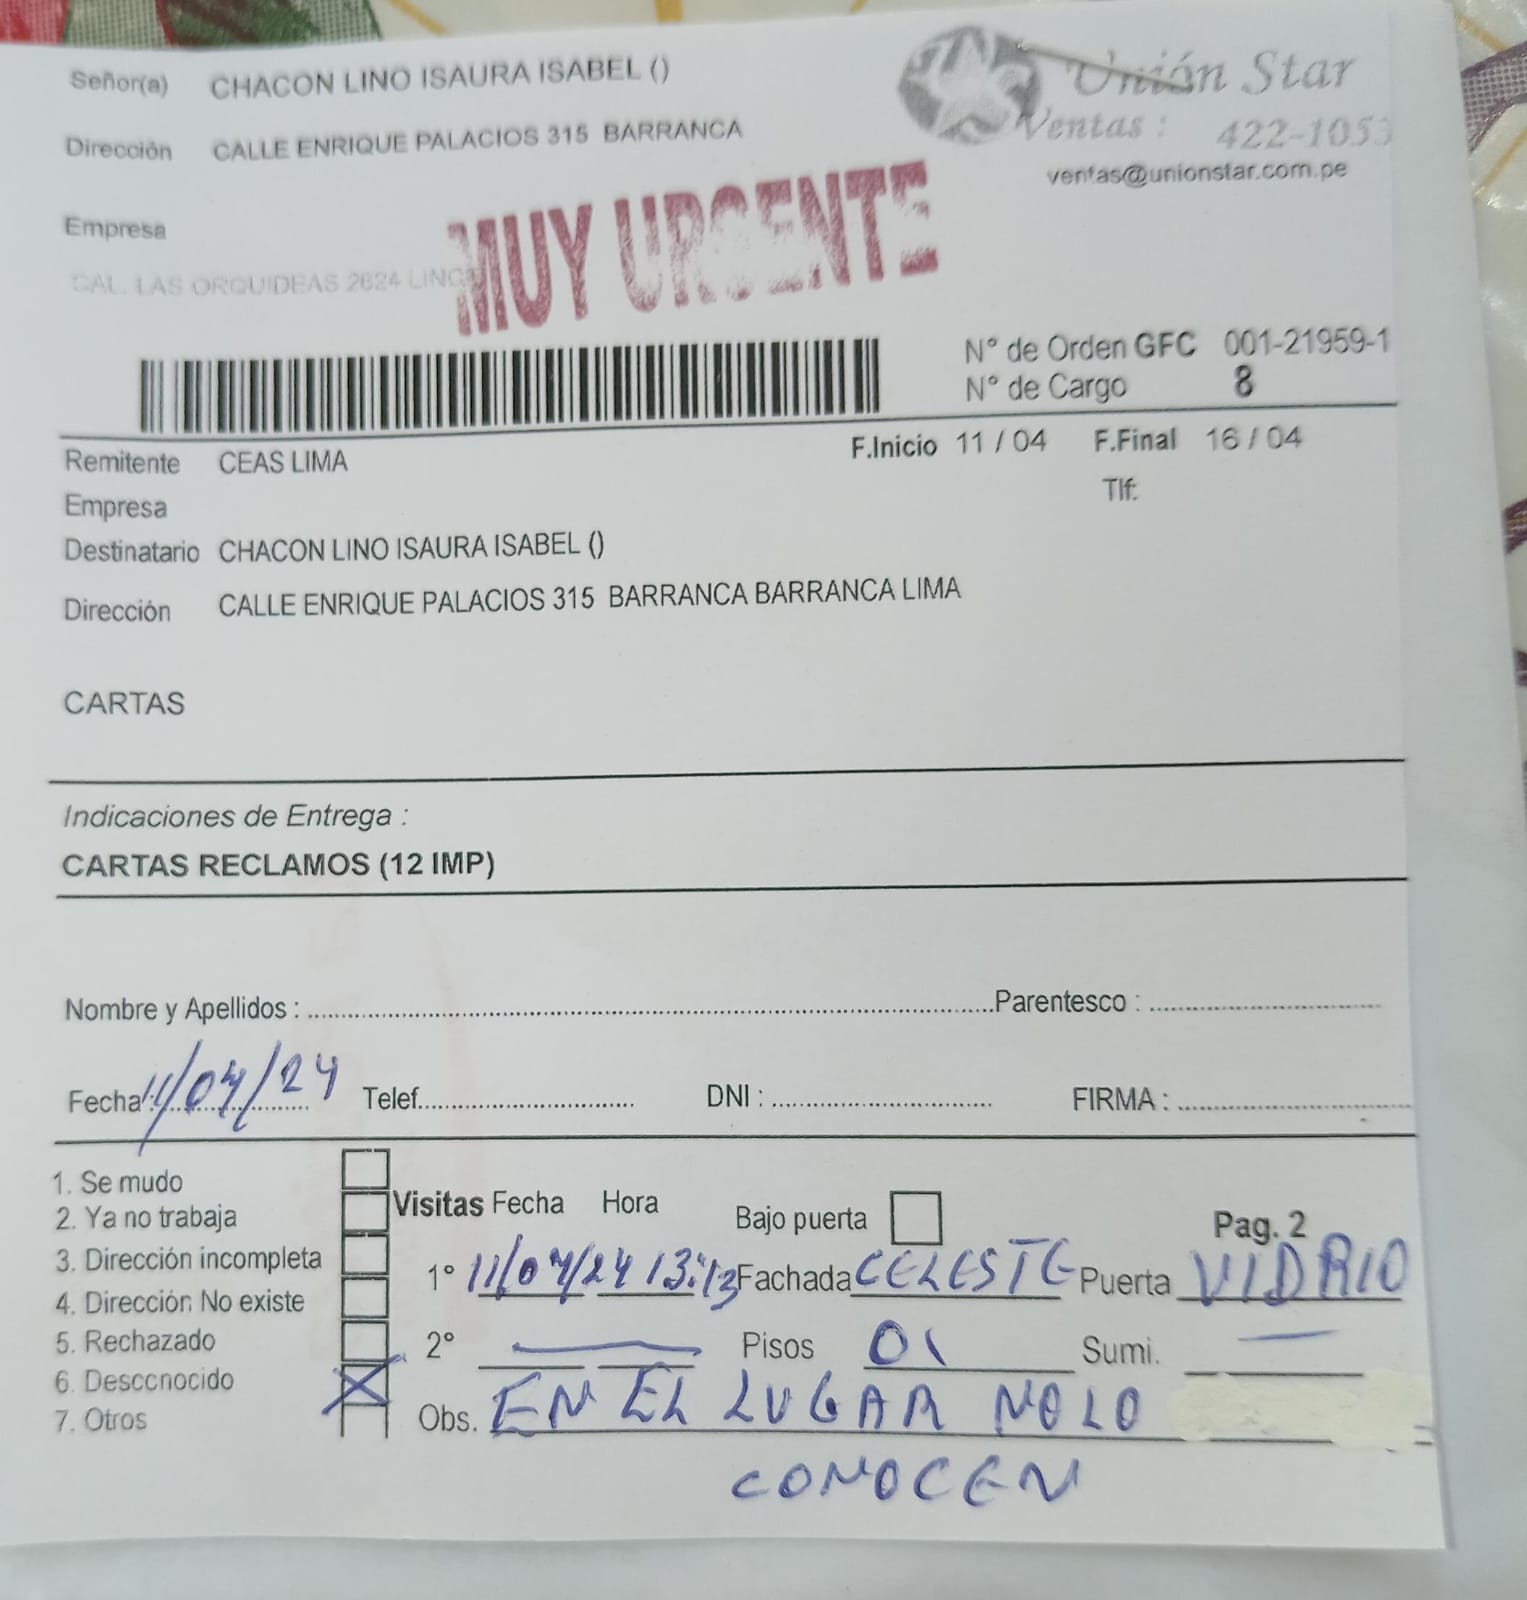 Señor(a) CHACON LINO ISAURA ISABEL ()
Unión Star
Dirección CALLE ENRIQUE PALACIOS 315 BARRANCA
Ventas : 422-1053
ventas@unionstar.com.pe
Empresa
MUY URGENTE
CAL. LAS ORQUIDEAS 2624 LINC
N° de Orden GFC 001-21959-1
N° de Cargo 8
Remitente CEAS LIMA
F.Inicio 11 / 04 F.Final 16 / 04
Empresa
Tlf:
Destinatario CHACON LINO ISAURA ISABEL ()
Dirección CALLE ENRIQUE PALACIOS 315 BARRANCA BARRANCA LIMA
CARTAS
Indicaciones de Entrega :
CARTAS RECLAMOS (12 IMP)
Nombre y Apellidos : Parentesco :
Fecha: 11/04/24 Telef. DNI : FIRMA :
1. Se mudo
2. Ya no trabaja
3. Dirección incompleta
4. Dirección No existe
5. Rechazado
6. Desconocido
7. Otros
Visitas Fecha Hora Bajo puerta Pag. 2
1° 11/04/24 13:13 Fachada CELESTE Puerta VIDRIO
2° Pisos 01 Sumi. —
Obs. EN EL LUGAR NO LO
CONOCEN